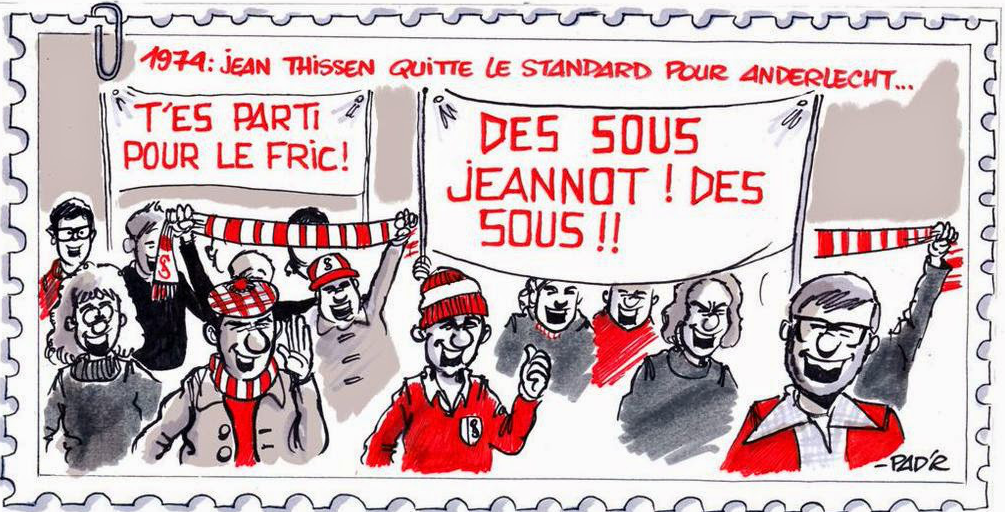 1974: JEAN THISSEN QUITTE LE STANDARD POUR ANDERLECHT...
T'ES PARTI
POUR LE FRIC!
DES SOUS
JEANNOT ! DES
SOUS !!
-PAD'R